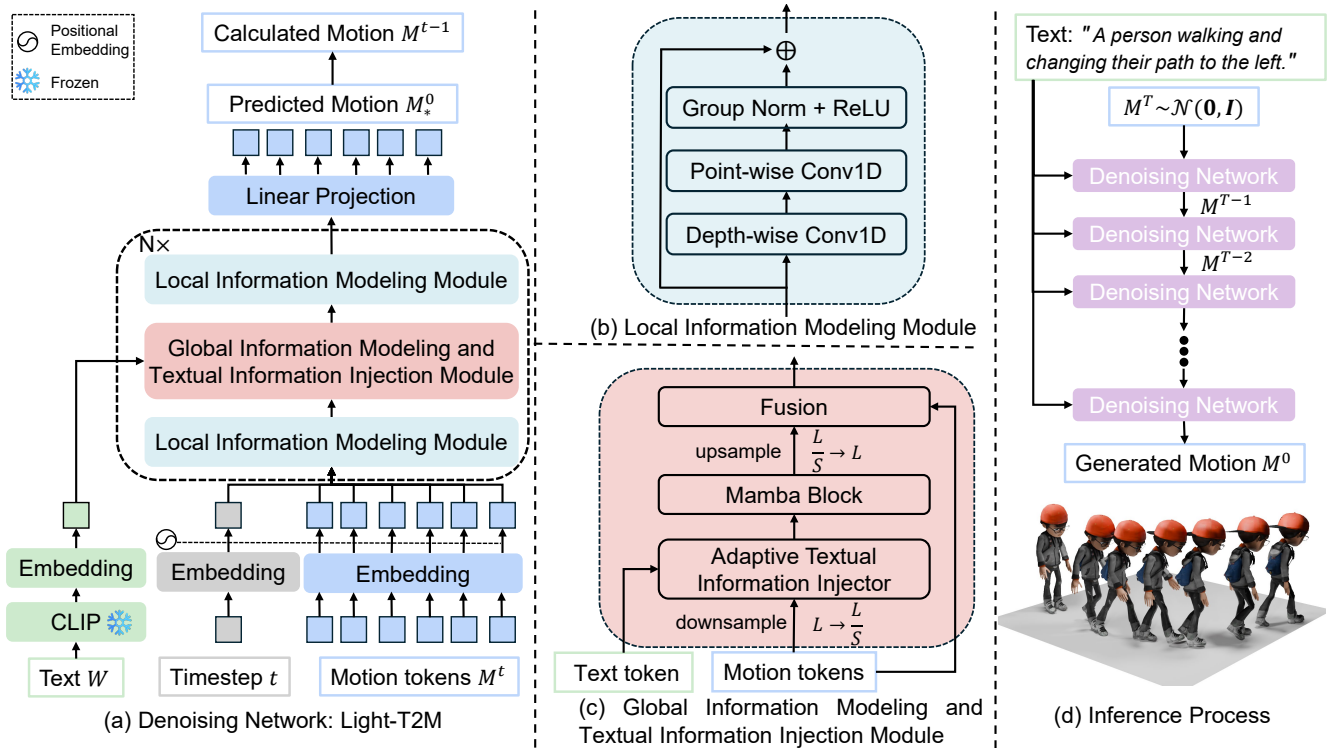 Positional
Embedding
Frozen
Calculated Motion M^{t−1}
Predicted Motion M_*^0
Linear Projection
N×
Local Information Modeling Module
Global Information Modeling and
Textual Information Injection Module
Local Information Modeling Module
Embedding
Embedding
Embedding
CLIP
Text W
Timestep t
Motion tokens M^t
(a) Denoising Network: Light-T2M
Group Norm + ReLU
Point-wise Conv1D
Depth-wise Conv1D
(b) Local Information Modeling Module
Fusion
upsample L/S → L
Mamba Block
Adaptive Textual
Information Injector
downsample L → L/S
Text token
Motion tokens
(c) Global Information Modeling and
Textual Information Injection Module
Text: "A person walking and
changing their path to the left."
M^T~𝒩(0, I)
Denoising Network
M^{T−1}
Denoising Network
M^{T−2}
Denoising Network
Denoising Network
Generated Motion M^0
(d) Inference Process